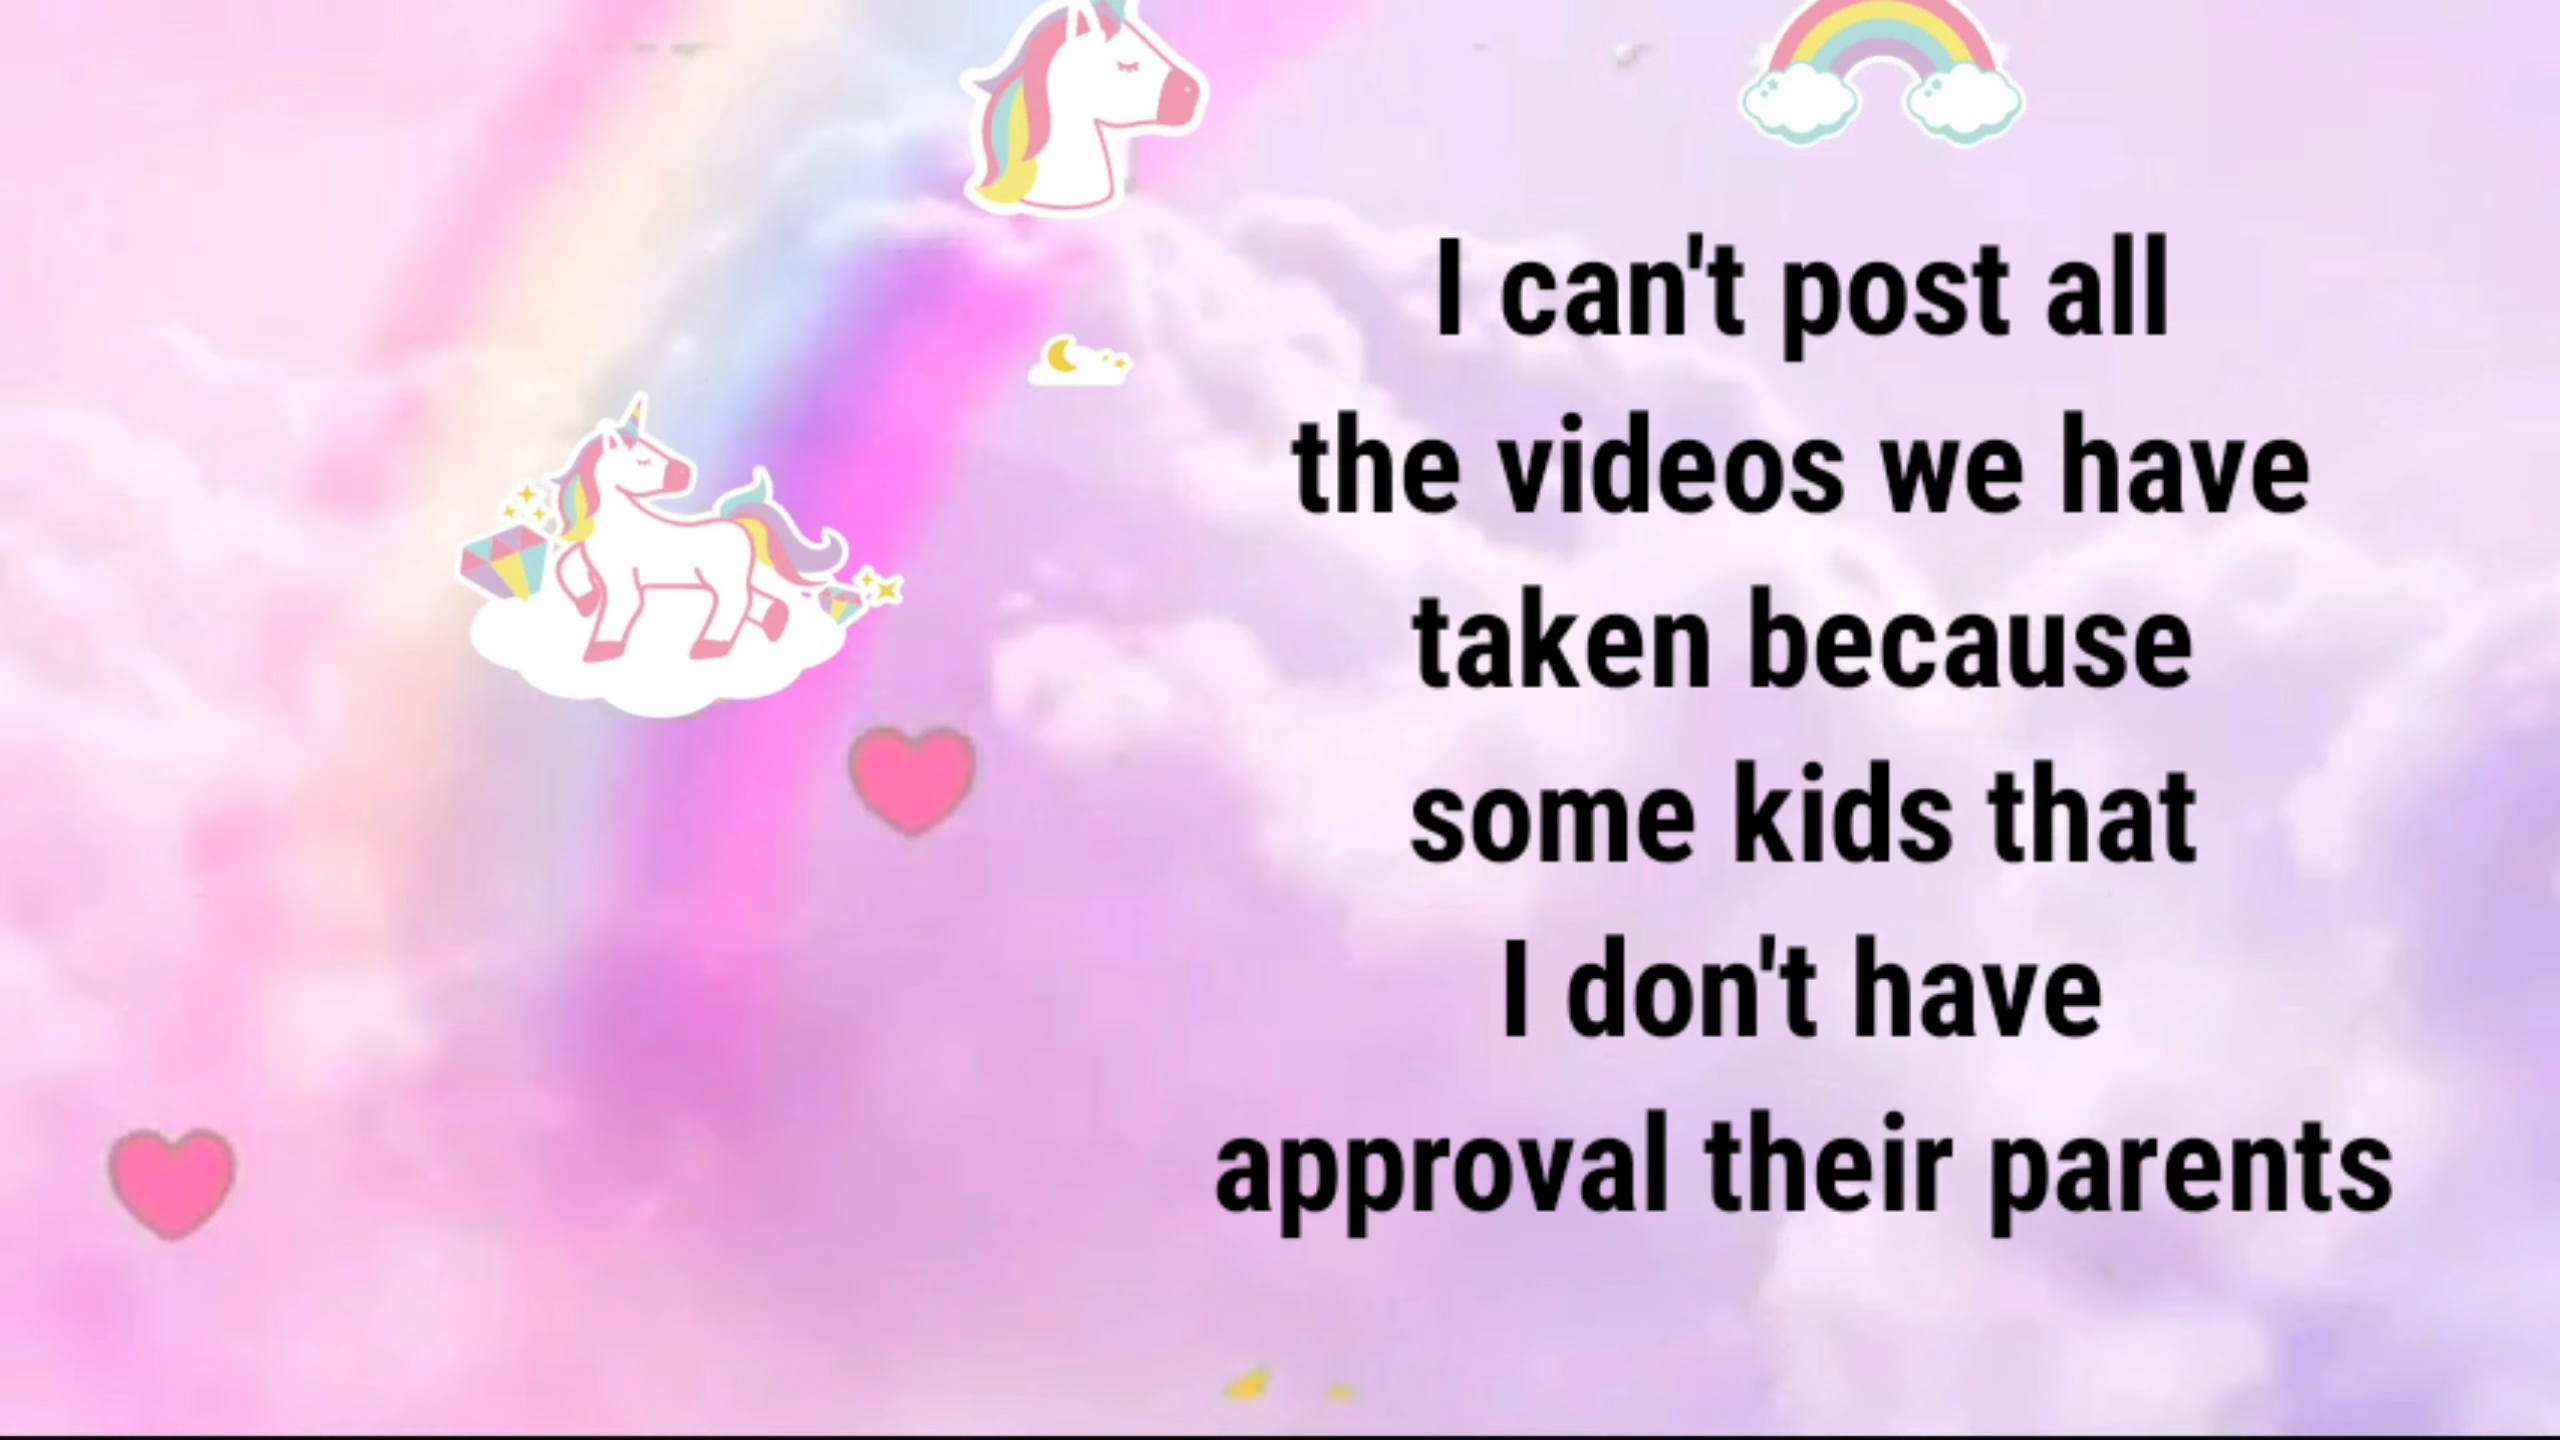 I can't post all
the videos we have
taken because
some kids that
I don't have
approval their parents